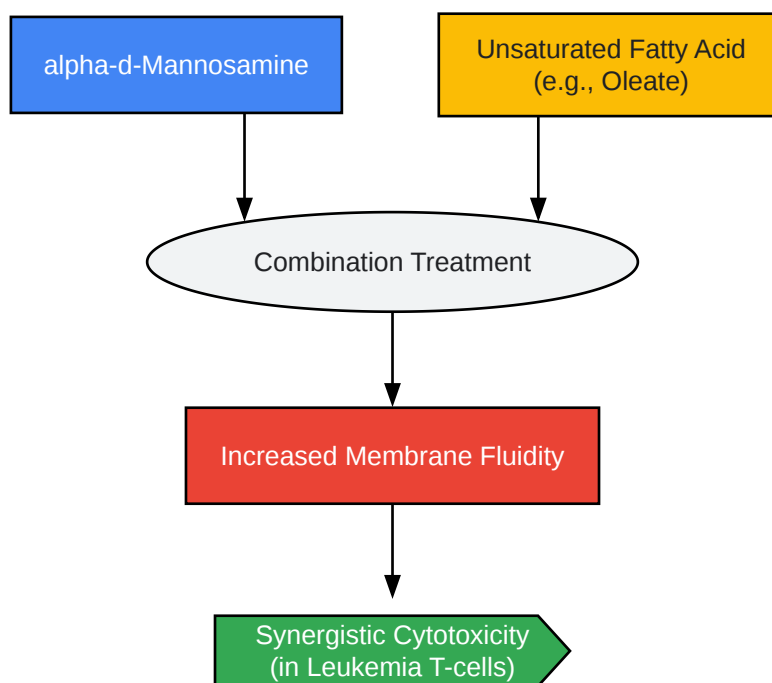 alpha-d-Mannosamine
Unsaturated Fatty Acid
(e.g., Oleate)
Combination Treatment
Increased Membrane Fluidity
Synergistic Cytotoxicity
(in Leukemia T-cells)